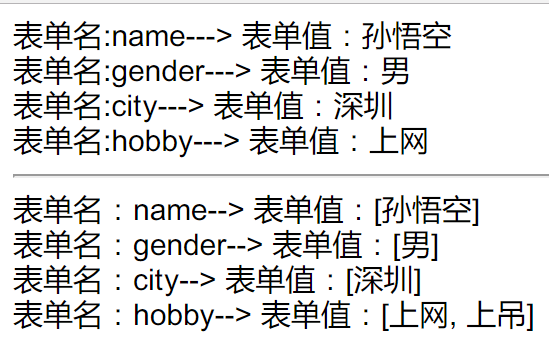 表单名:name---> 表单值：孙悟空
表单名:gender---> 表单值：男
表单名:city---> 表单值：深圳
表单名:hobby---> 表单值：上网
表单名：name--> 表单值：[孙悟空]
表单名：gender--> 表单值：[男]
表单名：city--> 表单值：[深圳]
表单名：hobby--> 表单值：[上网, 上吊]